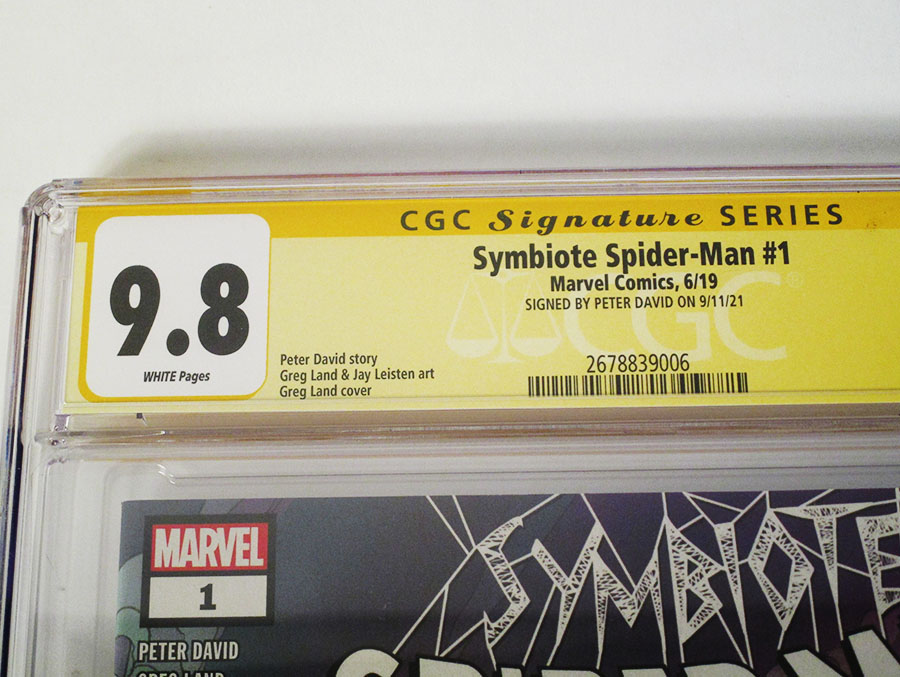 CGC Signature SERIES
Symbiote Spider-Man #1
Marvel Comics, 6/19
SIGNED BY PETER DAVID ON 9/11/21
9.8
WHITE Pages
Peter David story
Greg Land & Jay Leisten art
Greg Land cover
CGC®
2678839006
MARVEL
1
SYMBIOTE
PETER DAVID
GREG LAND